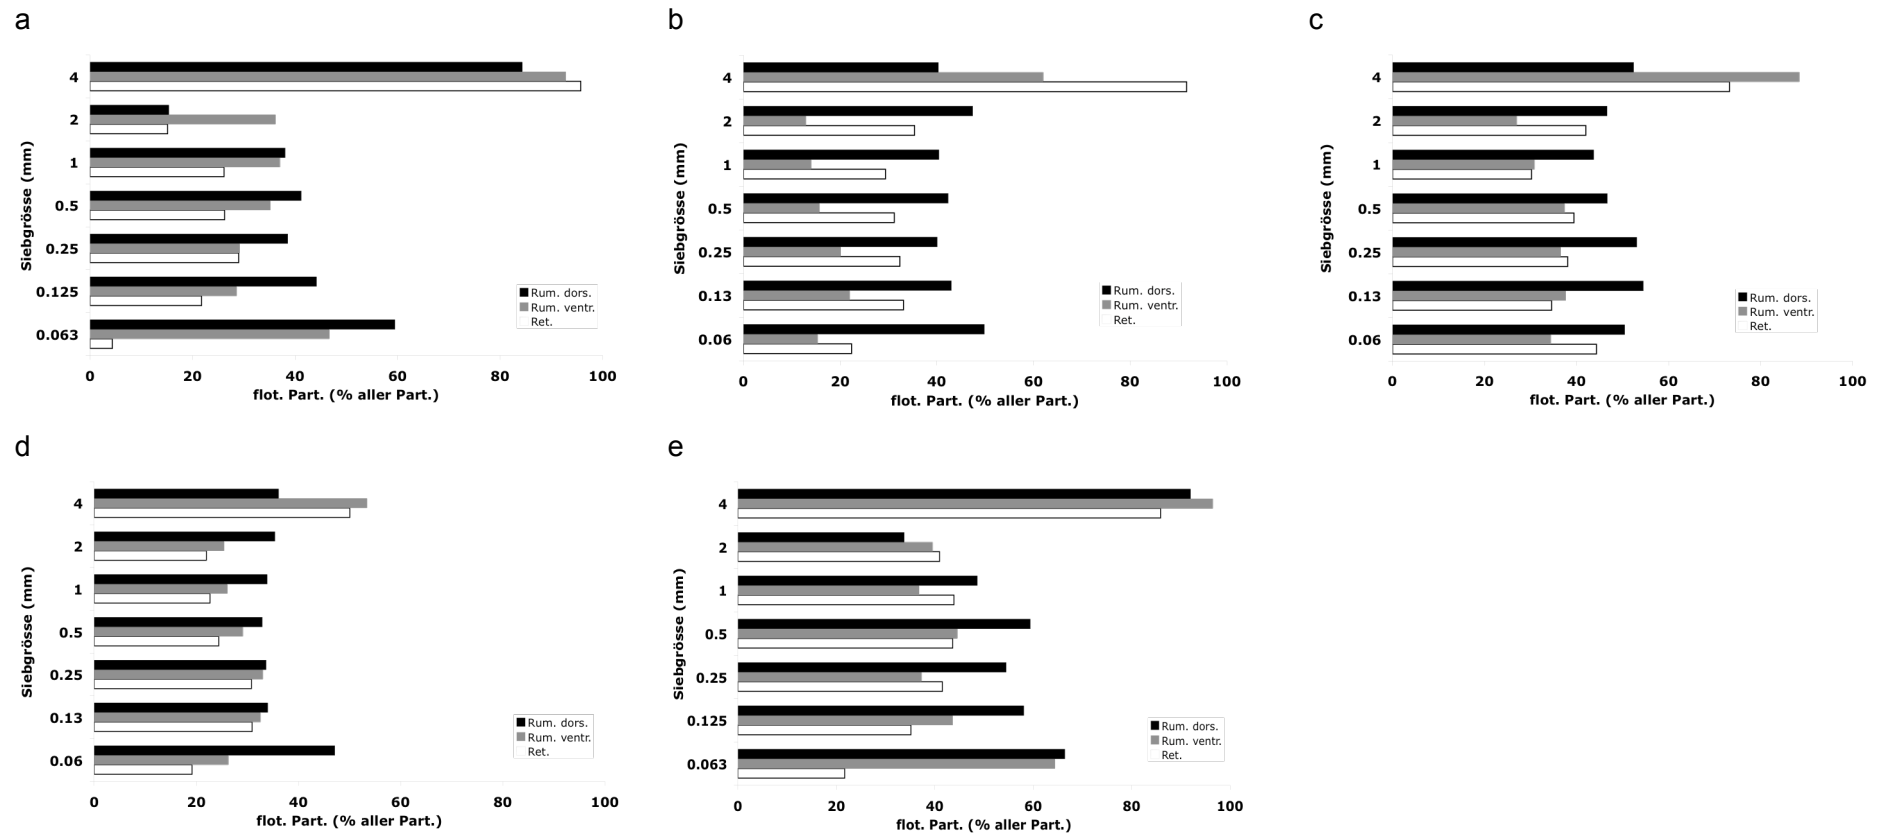 a
Siebgrösse (mm)
4
2
1
0.5
0.25
0.125
0.063
Rum. dors.
Rum. ventr.
Ret.
0 20 40 60 80 100
flot. Part. (% aller Part.)
b
Siebgrösse (mm)
4
2
1
0.5
0.25
0.13
0.06
Rum. dors.
Rum. ventr.
Ret.
0 20 40 60 80 100
flot. Part. (% aller Part.)
c
Siebgrösse (mm)
4
2
1
0.5
0.25
0.13
0.06
Rum. dors.
Rum. ventr.
Ret.
0 20 40 60 80 100
flot. Part. (% aller Part.)
d
Siebgrösse (mm)
4
2
1
0.5
0.25
0.13
0.06
Rum. dors.
Rum. ventr.
Ret.
0 20 40 60 80 100
flot. Part. (% aller Part.)
e
Siebgrösse (mm)
4
2
1
0.5
0.25
0.125
0.063
Rum. dors.
Rum. ventr.
Ret.
0 20 40 60 80 100
flot. Part. (% aller Part.)